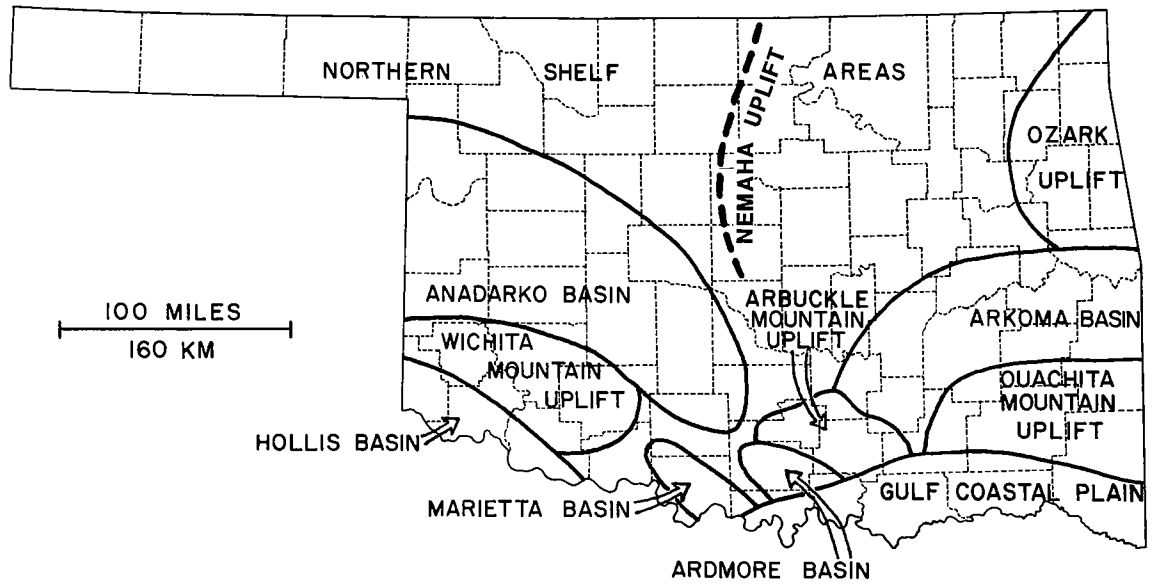 NORTHERN SHELF AREAS
NEMAHA UPLIFT
OZARK
UPLIFT
ANADARKO BASIN
ARBUCKLE
MOUNTAIN
UPLIFT
ARKOMA BASIN
100 MILES
160 KM
WICHITA
MOUNTAIN
UPLIFT
OUACHITA
MOUNTAIN
UPLIFT
HOLLIS BASIN
MARIETTA BASIN
GULF COASTAL PLAIN
ARDMORE BASIN